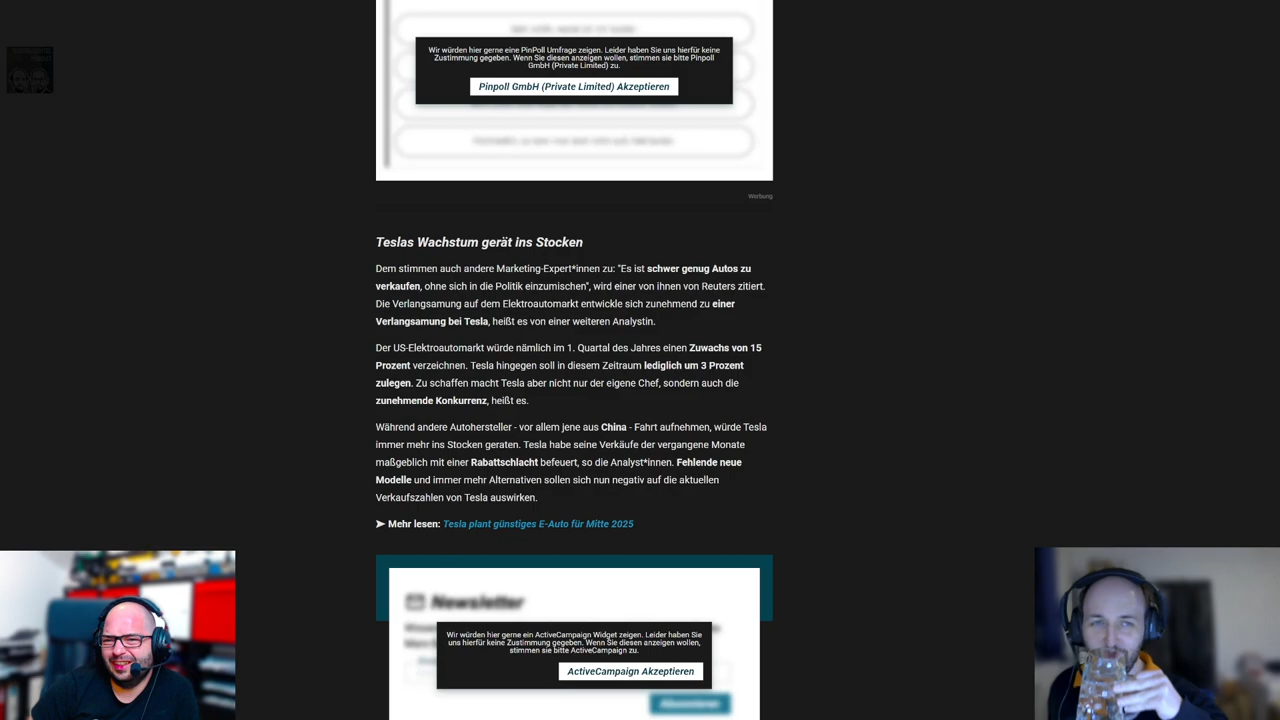 Wir würden hier gerne eine PinPoll Umfrage zeigen. Leider haben Sie uns hierfür keine
Zustimmung gegeben. Wenn Sie diesen anzeigen wollen, stimmen sie bitte Pinpoll
GmbH (Private Limited) zu.
Pinpoll GmbH (Private Limited) Akzeptieren
Werbung
Teslas Wachstum gerät ins Stocken
Dem stimmen auch andere Marketing-Expert*innen zu: "Es ist schwer genug Autos zu
verkaufen, ohne sich in die Politik einzumischen", wird einer von ihnen von Reuters zitiert.
Die Verlangsamung auf dem Elektroautomarkt entwickle sich zunehmend zu einer
Verlangsamung bei Tesla, heißt es von einer weiteren Analystin.
Der US-Elektroautomarkt würde nämlich im 1. Quartal des Jahres einen Zuwachs von 15
Prozent verzeichnen. Tesla hingegen soll in diesem Zeitraum lediglich um 3 Prozent
zulegen. Zu schaffen macht Tesla aber nicht nur der eigene Chef, sondern auch die
zunehmende Konkurrenz, heißt es.
Während andere Autohersteller - vor allem jene aus China - Fahrt aufnehmen, würde Tesla
immer mehr ins Stocken geraten. Tesla habe seine Verkäufe der vergangene Monate
maßgeblich mit einer Rabattschlacht befeuert, so die Analyst*innen. Fehlende neue
Modelle und immer mehr Alternativen sollen sich nun negativ auf die aktuellen
Verkaufszahlen von Tesla auswirken.
➤ Mehr lesen: Tesla plant günstiges E-Auto für Mitte 2025
Newsletter
Wir würden hier gerne ein ActiveCampaign Widget zeigen. Leider haben Sie
uns hierfür keine Zustimmung gegeben. Wenn Sie diesen anzeigen wollen,
stimmen sie bitte ActiveCampaign zu.
ActiveCampaign Akzeptieren